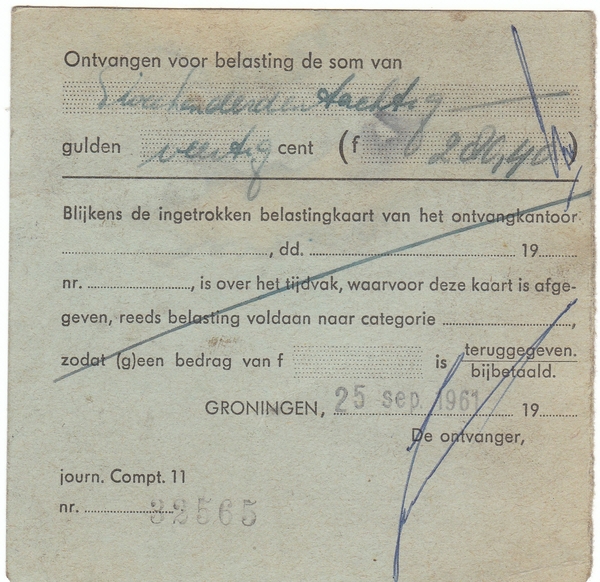 Ontvangen voor belasting de som van
Tweehonderden tachtig
gulden veertig cent (f 280,40)
Blijkens de ingetrokken belastingkaart van het ontvangkantoor
, dd. 19
nr. , is over het tijdvak, waarvoor deze kaart is afge-
geven, reeds belasting voldaan naar categorie ,
zodat (g)een bedrag van f is teruggegeven.
bijbetaald.
GRONINGEN, 25 sep. 1961 19
De ontvanger,
journ. Compt. 11
nr. 32565